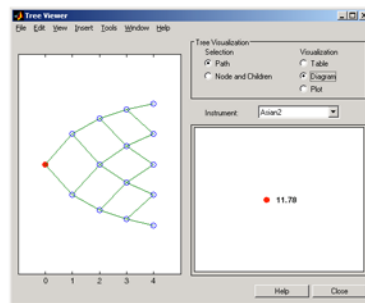 Tree Viewer
File Edit View Insert Tools Window Help
Tree Visualization
Selection
Path
Node and Children
Visualization
Table
Diagram
Plot
Instrument: Asian2
11.78
0 1 2 3 4
Help Close